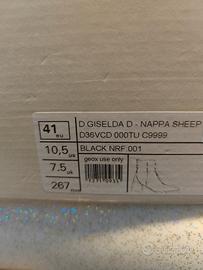 41 eu
D GISELDA D - NAPPA SHEEP
D36VCD 000TU C9999
10,5 us
BLACK NRF 001
7.5 uk
geox use only
267 mm